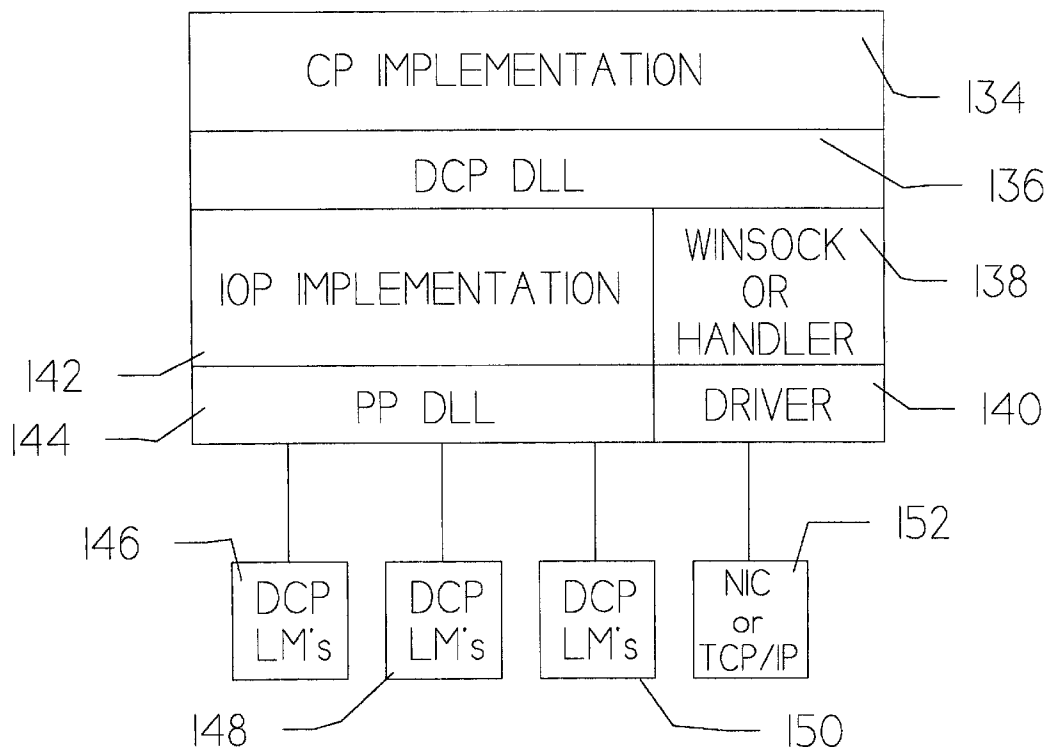 CP IMPLEMENTATION
134
DCP DLL
136
IOP IMPLEMENTATION
WINSOCK
OR
HANDLER
138
142
PP DLL
DRIVER
140
144
146
152
DCP
LM's
DCP
LM's
DCP
LM's
NIC
or
TCP/IP
148
150